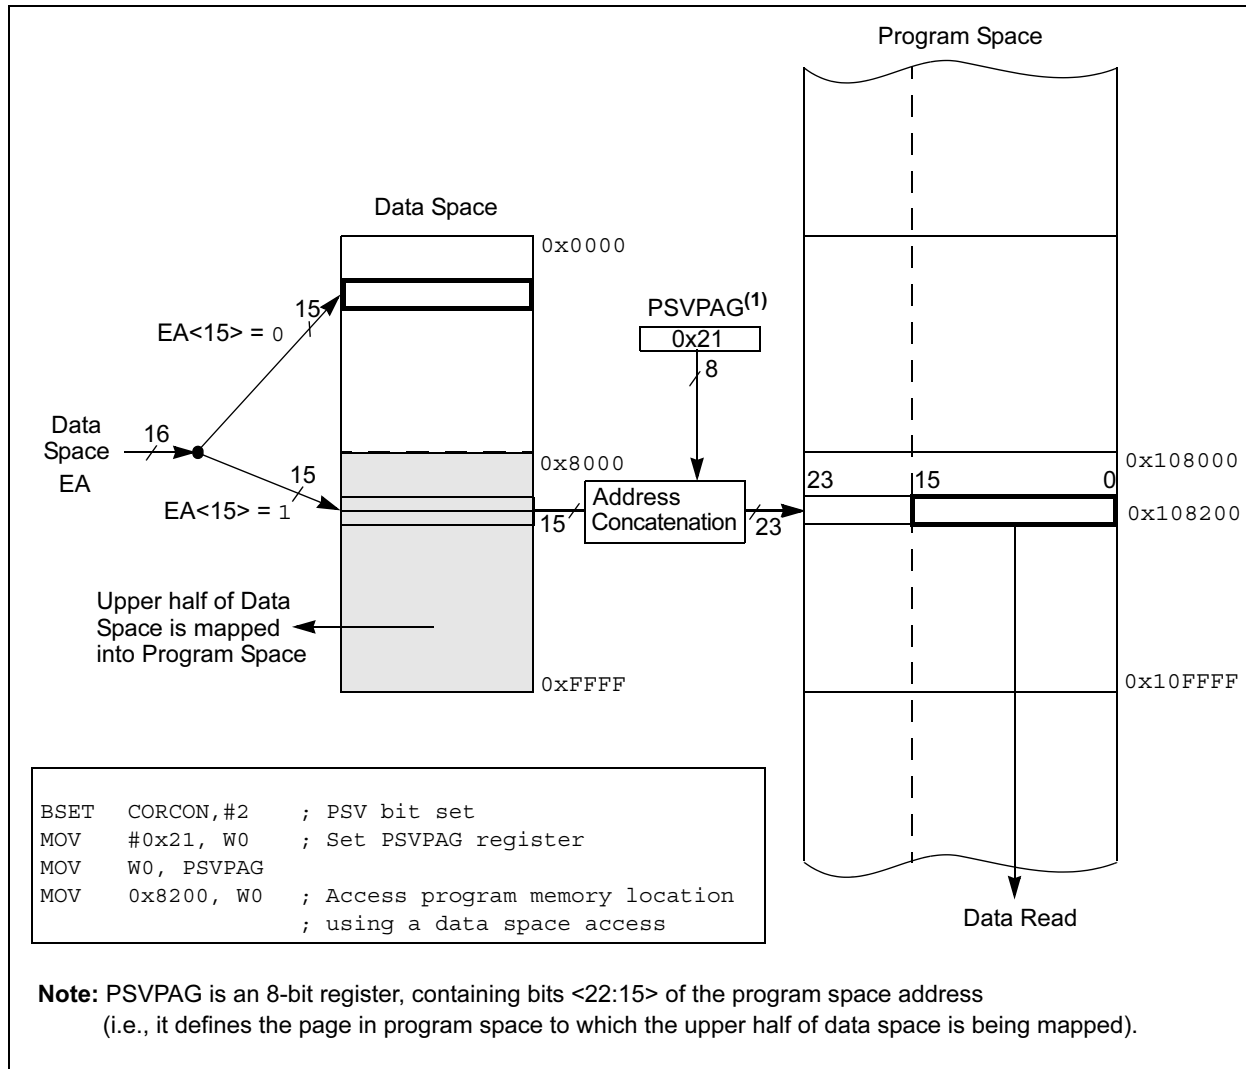 Program Space
Data Space
0x0000
PSVPAG(1)
0x21
8
15
EA<15> = 0
Data
Space
EA
16
15
EA<15> = 1
0x8000
15
Address
Concatenation
23
0x108000
23 15 0
0x108200
Upper half of Data
Space is mapped
into Program Space
0xFFFF
0x10FFFF
BSET CORCON,#2 ; PSV bit set
MOV #0x21, W0 ; Set PSVPAG register
MOV W0, PSVPAG
MOV 0x8200, W0 ; Access program memory location
; using a data space access
Data Read
Note: PSVPAG is an 8-bit register, containing bits <22:15> of the program space address
(i.e., it defines the page in program space to which the upper half of data space is being mapped).